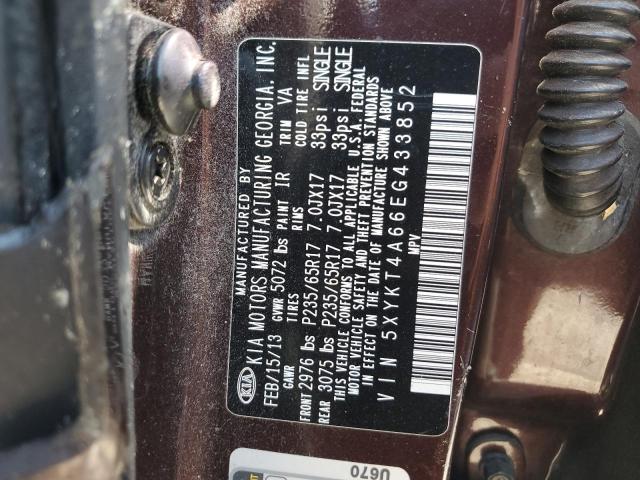 MANUFACTURED BY
KIA KIA MOTORS MANUFACTURING GEORGIA, INC.
FEB/15/13 GVWR 5072 lbs PAINT IR TRIM VA
GAWR TIRES RIMS COLD TIRE INFL
FRONT 2976 lbs P235/65R17 7.0JX17 33psi SINGLE
REAR 3075 lbs P235/65R17 7.0JX17 33psi SINGLE
THIS VEHICLE CONFORMS TO ALL APPLICABLE U.S.A. FEDERAL
MOTOR VEHICLE SAFETY AND THEFT PREVENTION STANDARDS
IN EFFECT ON THE DATE OF MANUFACTURE SHOWN ABOVE
VIN 5XYKT4A66EG433852
MPV
U670